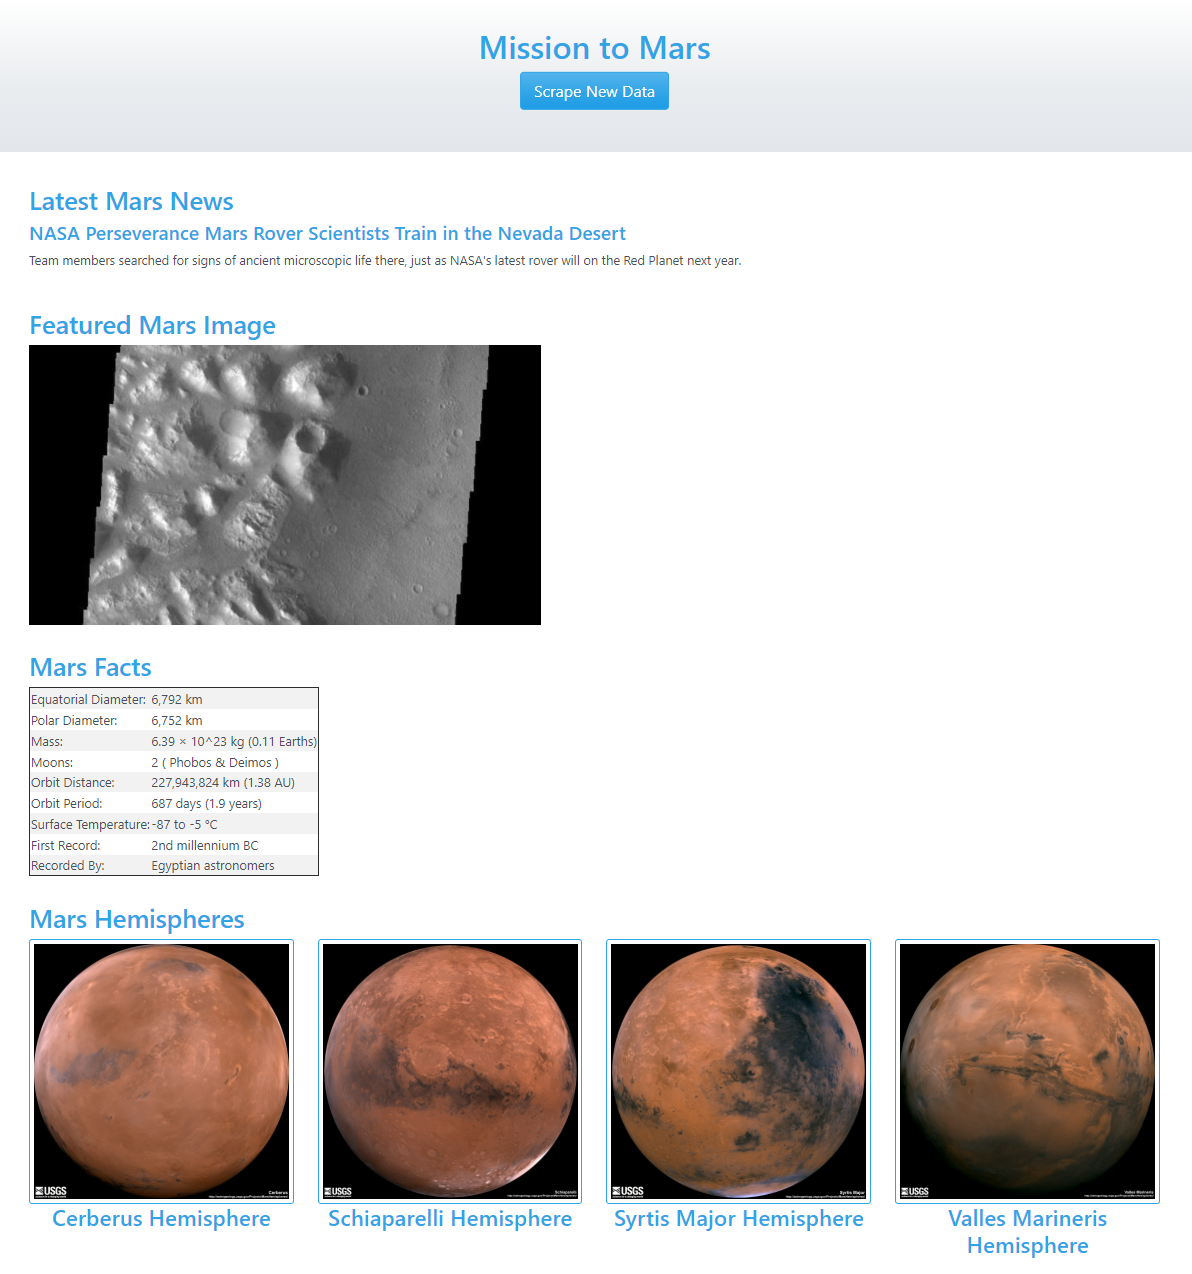 Mission to Mars
Scrape New Data
Latest Mars News
NASA Perseverance Mars Rover Scientists Train in the Nevada Desert
Team members searched for signs of ancient microscopic life there, just as NASA's latest rover will on the Red Planet next year.
Featured Mars Image
Mars Facts
Equatorial Diameter: 6,792 km
Polar Diameter: 6,752 km
Mass: 6.39 × 10^23 kg (0.11 Earths)
Moons: 2 ( Phobos & Deimos )
Orbit Distance: 227,943,824 km (1.38 AU)
Orbit Period: 687 days (1.9 years)
Surface Temperature: -87 to -5 °C
First Record: 2nd millennium BC
Recorded By: Egyptian astronomers
Mars Hemispheres
USGS Cerberus
USGS Schiaparelli
USGS Syrtis Major
USGS Valles Marineris
Cerberus Hemisphere
Schiaparelli Hemisphere
Syrtis Major Hemisphere
Valles Marineris
Hemisphere